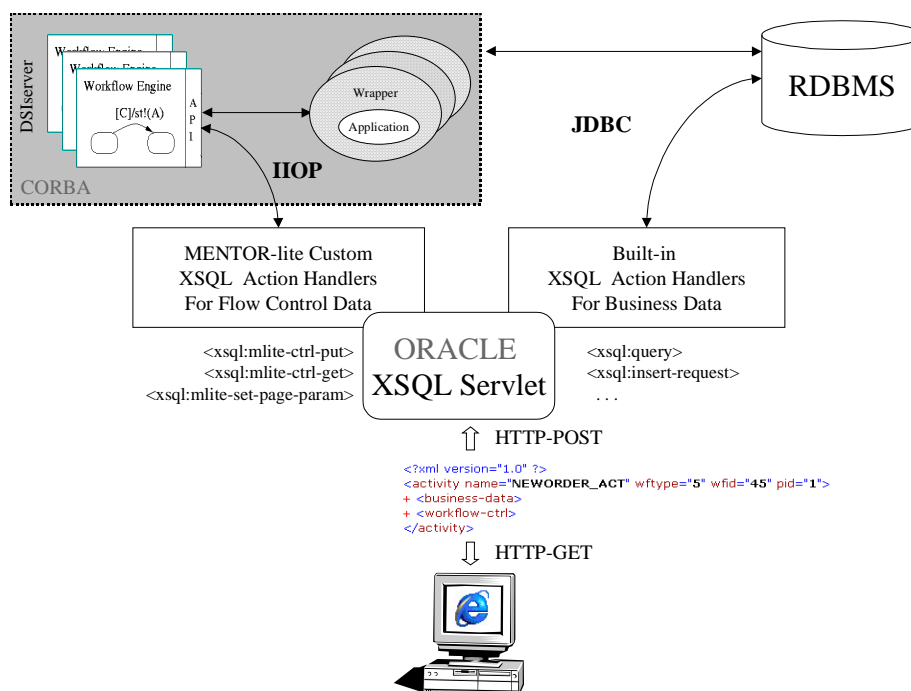 DSIserver
Workflow Engine
Workflow Engine
Workflow Engine
[C]/st!(A)
A
P
I
Wrapper
Application
IIOP
CORBA
RDBMS
JDBC
MENTOR-lite Custom
XSQL Action Handlers
For Flow Control Data
Built-in
XSQL Action Handlers
For Business Data
<xsql:mlite-ctrl-put>
<xsql:mlite-ctrl-get>
<xsql:mlite-set-page-param>
ORACLE
XSQL Servlet
<xsql:query>
<xsql:insert-request>
. . .
HTTP-POST
<?xml version="1.0" ?>
<activity name="NEWORDER_ACT" wftype="5" wfid="45" pid="1">
+ <business-data>
+ <workflow-ctrl>
</activity>
HTTP-GET